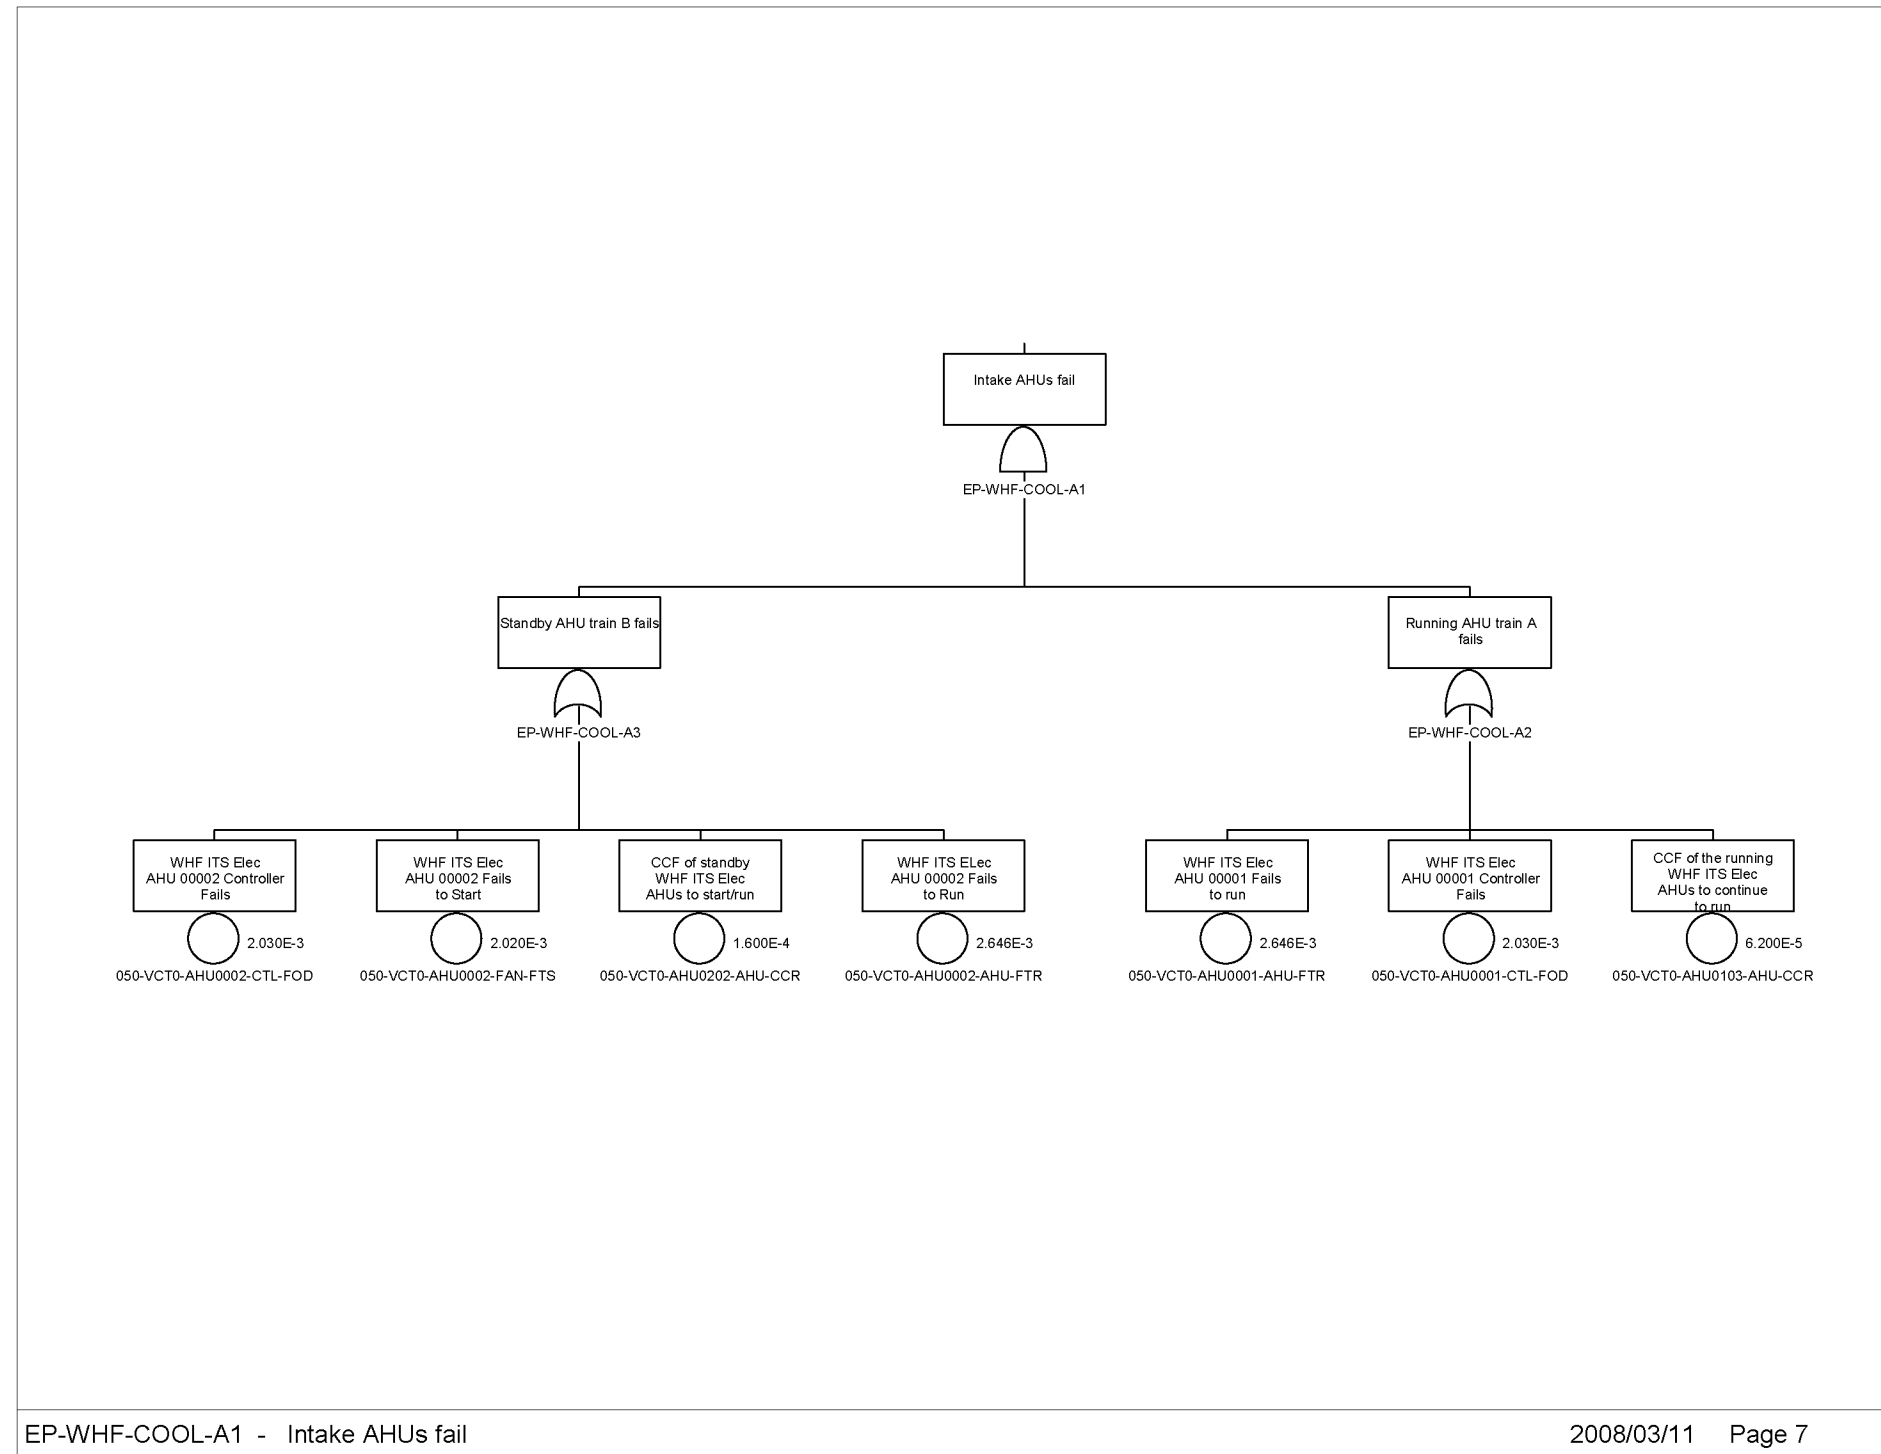 Intake AHUs fail
EP-WHF-COOL-A1
Standby AHU train B fails
EP-WHF-COOL-A3
Running AHU train A
fails
EP-WHF-COOL-A2
WHF ITS Elec
AHU 00002 Controller
Fails
2.030E-3
050-VCT0-AHU0002-CTL-FOD
WHF ITS Elec
AHU 00002 Fails
to Start
2.020E-3
050-VCT0-AHU0002-FAN-FTS
CCF of standby
WHF ITS Elec
AHUs to start/run
1.600E-4
050-VCT0-AHU0202-AHU-CCR
WHF ITS ELec
AHU 00002 Fails
to Run
2.646E-3
050-VCT0-AHU0002-AHU-FTR
WHF ITS Elec
AHU 00001 Fails
to run
2.646E-3
050-VCT0-AHU0001-AHU-FTR
WHF ITS Elec
AHU 00001 Controller
Fails
2.030E-3
050-VCT0-AHU0001-CTL-FOD
CCF of the running
WHF ITS Elec
AHUs to continue
to run
6.200E-5
050-VCT0-AHU0103-AHU-CCR
EP-WHF-COOL-A1 - Intake AHUs fail
2008/03/11 Page 7